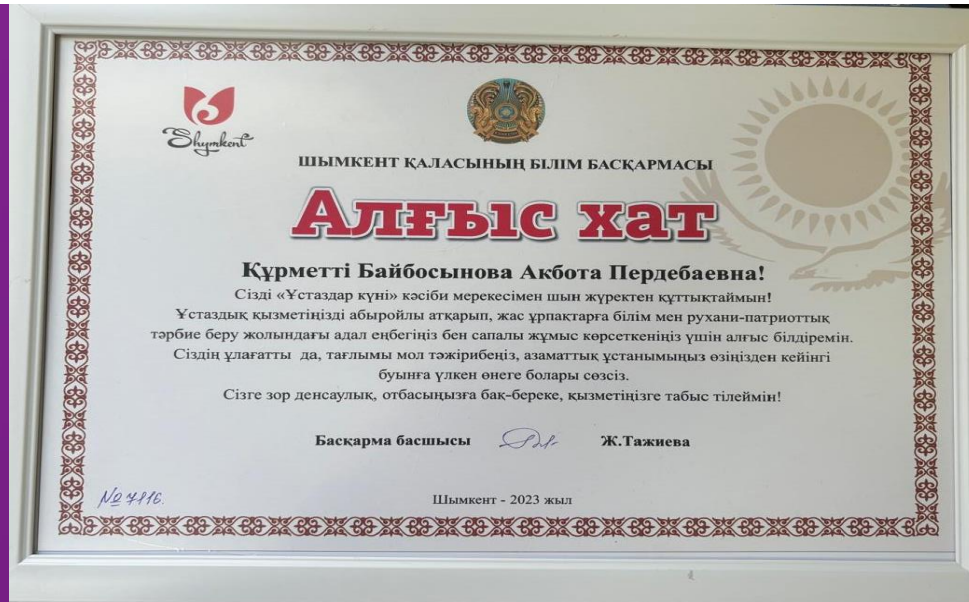 Shymkent
ШЫМКЕНТ ҚАЛАСЫНЫҢ БІЛІМ БАСҚАРМАСЫ
Алғыс хат
Құрметті Байбосынова Акбота Пердебаевна!
Сізді «Ұстаздар күні» кәсіби мерекесімен шын жүректен құттықтаймын!
Ұстаздық қызметіңізді абыройлы атқарып, жас ұрпақтарға білім мен рухани-патриоттық
тәрбие беру жолындағы адал еңбегіңіз бен сапалы жұмыс көрсеткеніңіз үшін алғыс білдіремін.
Сіздің ұлағатты да, тағлымы мол тәжірибеңіз, азаматтық ұстанымыңыз өзіңізден кейінгі
буынға үлкен өнеге болары сөзсіз.
Сізге зор денсаулық, отбасыңызға бақ-береке, қызметіңізге табыс тілеймін!
Басқарма басшысы Ж.Тажиева
№ 7116.
Шымкент - 2023 жыл